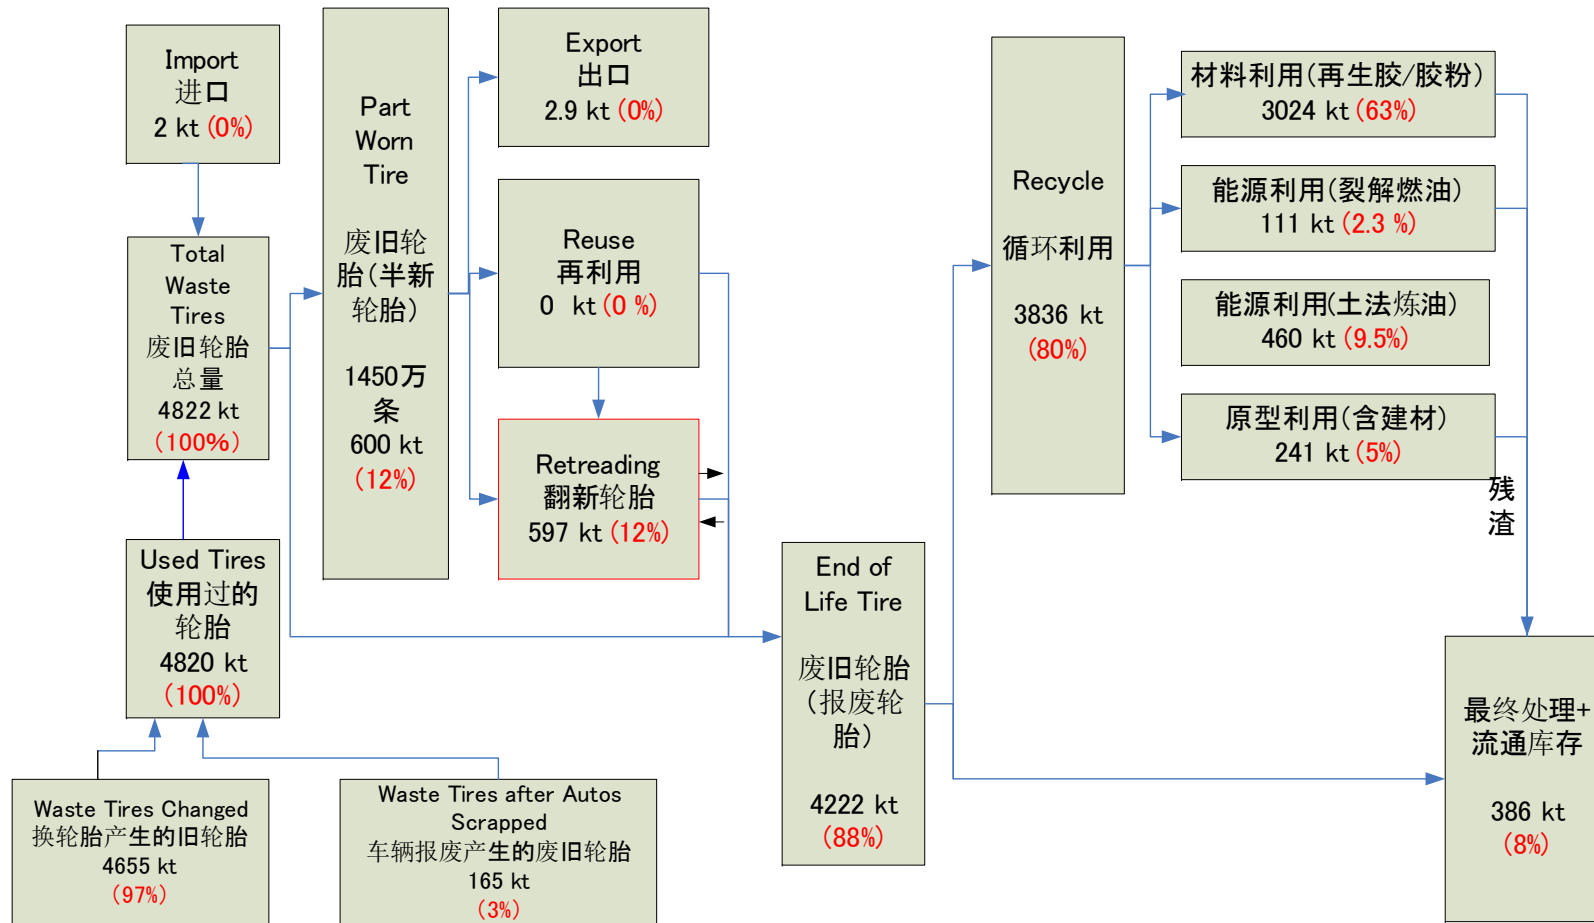 Import
进口
2 kt (0%)
Total
Waste
Tires
废旧轮胎
总量
4822 kt
(100%)
Used Tires
使用过的
轮胎
4820 kt
(100%)
Waste Tires Changed
换轮胎产生的旧轮胎
4655 kt
(97%)
Waste Tires after Autos
Scrapped
车辆报废产生的废旧轮胎
165 kt
(3%)
Part
Worn
Tire
废旧轮
胎(半新
轮胎)
1450万
条
600 kt
(12%)
Export
出口
2.9 kt (0%)
Reuse
再利用
0 kt (0 %)
Retreading
翻新轮胎
597 kt (12%)
End of
Life Tire
废旧轮胎
(报废轮
胎)
4222 kt
(88%)
Recycle
循环利用
3836 kt
(80%)
材料利用(再生胶/胶粉)
3024 kt (63%)
能源利用(裂解燃油)
111 kt (2.3 %)
能源利用(土法炼油)
460 kt (9.5%)
原型利用(含建材)
241 kt (5%)
残
渣
最终处理+
流通库存
386 kt
(8%)